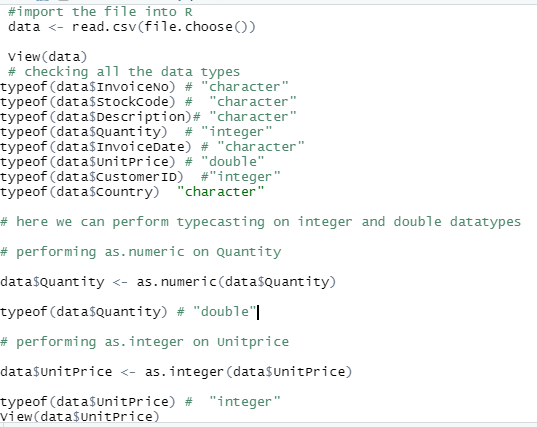 #import the file into R
data <- read.csv(file.choose())
View(data)
# checking all the data types
typeof(data$InvoiceNo) # "character"
typeof(data$StockCode) #  "character"
typeof(data$Description)# "character"
typeof(data$Quantity)  # "integer"
typeof(data$InvoiceDate) # "character"
typeof(data$UnitPrice) # "double"
typeof(data$CustomerID)  #"integer"
typeof(data$Country)  "character"
# here we can perform typecasting on integer and double datatypes
# performing as.numeric on Quantity
data$Quantity <- as.numeric(data$Quantity)
typeof(data$Quantity) # "double"
# performing as.integer on Unitprice
data$UnitPrice <- as.integer(data$UnitPrice)
typeof(data$UnitPrice) #  "integer"
View(data$UnitPrice)